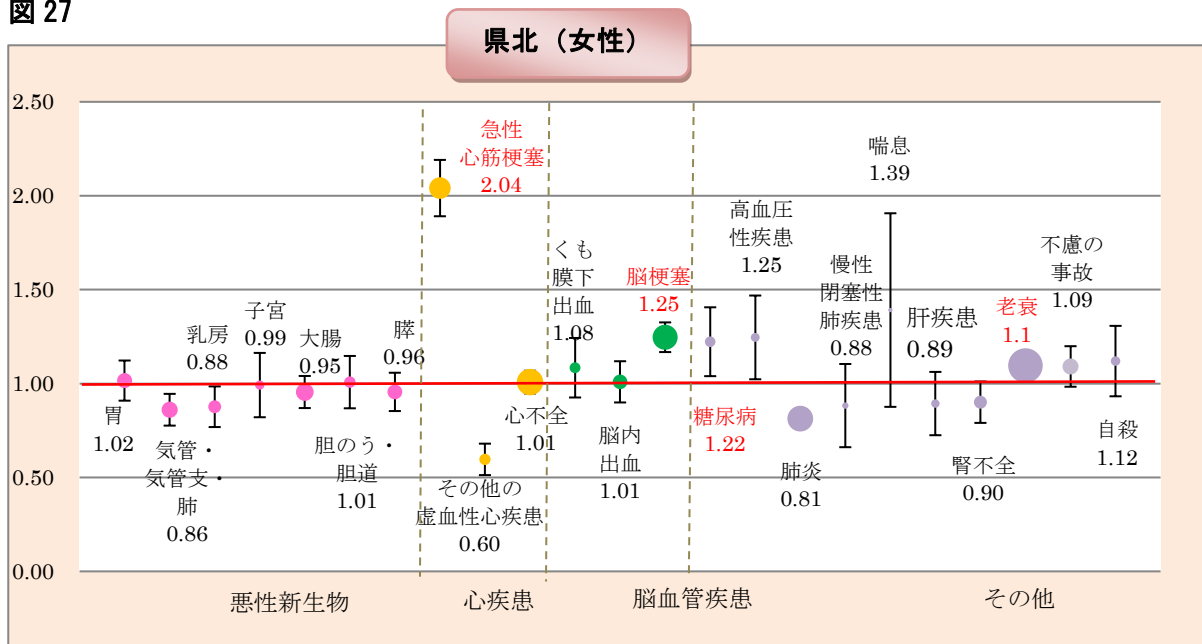 図 27
県北（女性）
2.50
2.00
1.50
1.00
0.50
0.00
胃
1.02
気管・
気管支・
肺
0.86
乳房
0.88
子宮
0.99
大腸
0.95
胆のう・
胆道
1.01
膵
0.96
急性
心筋梗塞
2.04
その他の
虚血性心疾患
0.60
心不全
1.01
くも
膜下
出血
1.08
脳内
出血
1.01
脳梗塞
1.25
糖尿病
1.22
高血圧
性疾患
1.25
肺炎
0.81
慢性
閉塞性
肺疾患
0.88
喘息
1.39
肝疾患
0.89
腎不全
0.90
老衰
1.1
不慮の
事故
1.09
自殺
1.12
悪性新生物
心疾患
脳血管疾患
その他